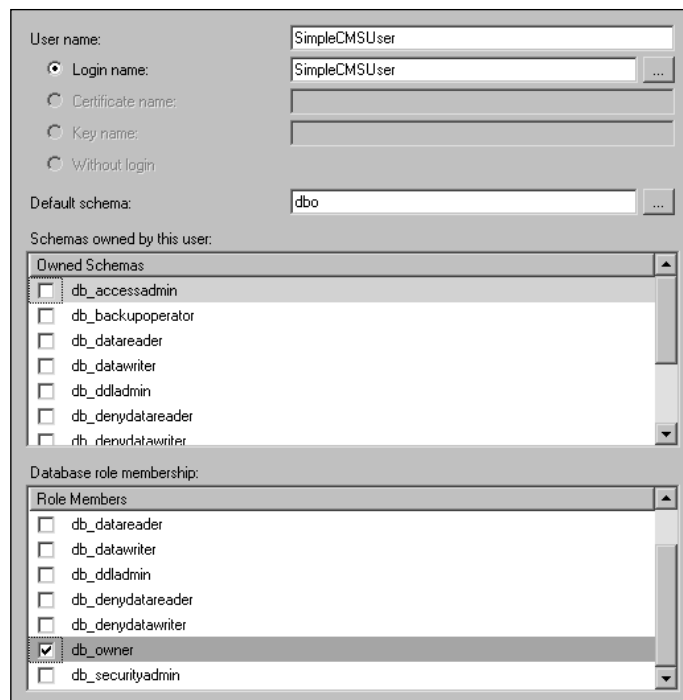 User name: SimpleCMSUser
Login name: SimpleCMSUser ...
Certificate name:
Key name:
Without login
Default schema: dbo ...
Schemas owned by this user:
Owned Schemas
db_accessadmin
db_backupoperator
db_datareader
db_datawriter
db_ddladmin
db_denydatareader
db_denydatawriter
Database role membership:
Role Members
db_datareader
db_datawriter
db_ddladmin
db_denydatareader
db_denydatawriter
db_owner
db_securityadmin